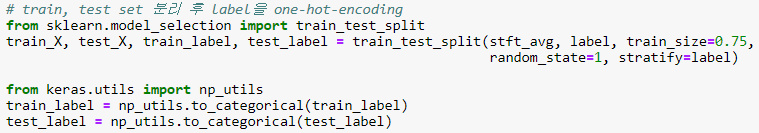 # train, test set 분리 후 label을 one-hot-encoding
from sklearn.model_selection import train_test_split
train_X, test_X, train_label, test_label = train_test_split(stft_avg, label, train_size=0.75,
random_state=1, stratify=label)
from keras.utils import np_utils
train_label = np_utils.to_categorical(train_label)
test_label = np_utils.to_categorical(test_label)